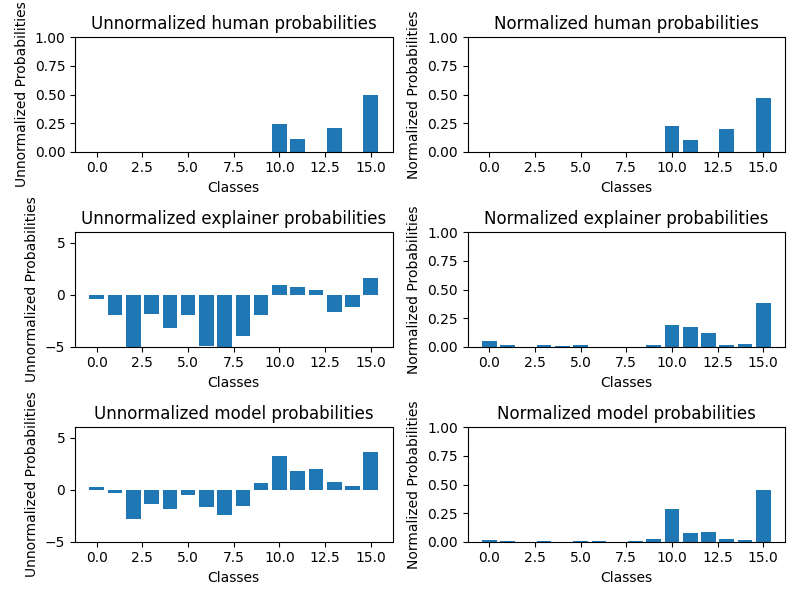 Unnormalized human probabilities
Unnormalized Probabilities
1.00
0.75
0.50
0.25
0.00
0.0 2.5 5.0 7.5 10.0 12.5 15.0
Classes
Normalized human probabilities
Normalized Probabilities
1.00
0.75
0.50
0.25
0.00
0.0 2.5 5.0 7.5 10.0 12.5 15.0
Classes
Unnormalized explainer probabilities
Unnormalized Probabilities
5
0
−5
0.0 2.5 5.0 7.5 10.0 12.5 15.0
Classes
Normalized explainer probabilities
Normalized Probabilities
1.00
0.75
0.50
0.25
0.00
0.0 2.5 5.0 7.5 10.0 12.5 15.0
Classes
Unnormalized model probabilities
Unnormalized Probabilities
5
0
−5
0.0 2.5 5.0 7.5 10.0 12.5 15.0
Classes
Normalized model probabilities
Normalized Probabilities
1.00
0.75
0.50
0.25
0.00
0.0 2.5 5.0 7.5 10.0 12.5 15.0
Classes